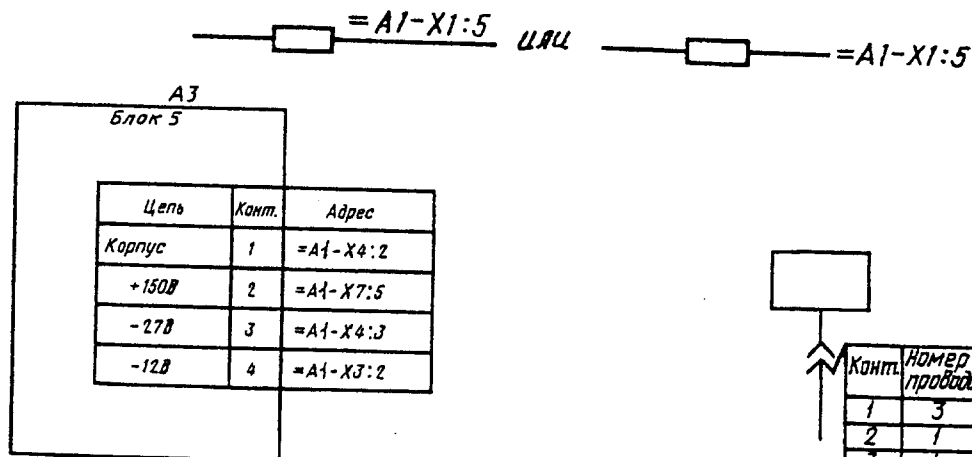 =A1-X1:5 или =A1-X1:5
А3
Блок 5
Цепь Конт. Адрес
Корпус 1 =A1-X4:2
+150В 2 =A1-X7:5
-27В 3 =A1-X4:3
-12В 4 =A1-X3:2
Конт. Номер
провода
1 3
2 1